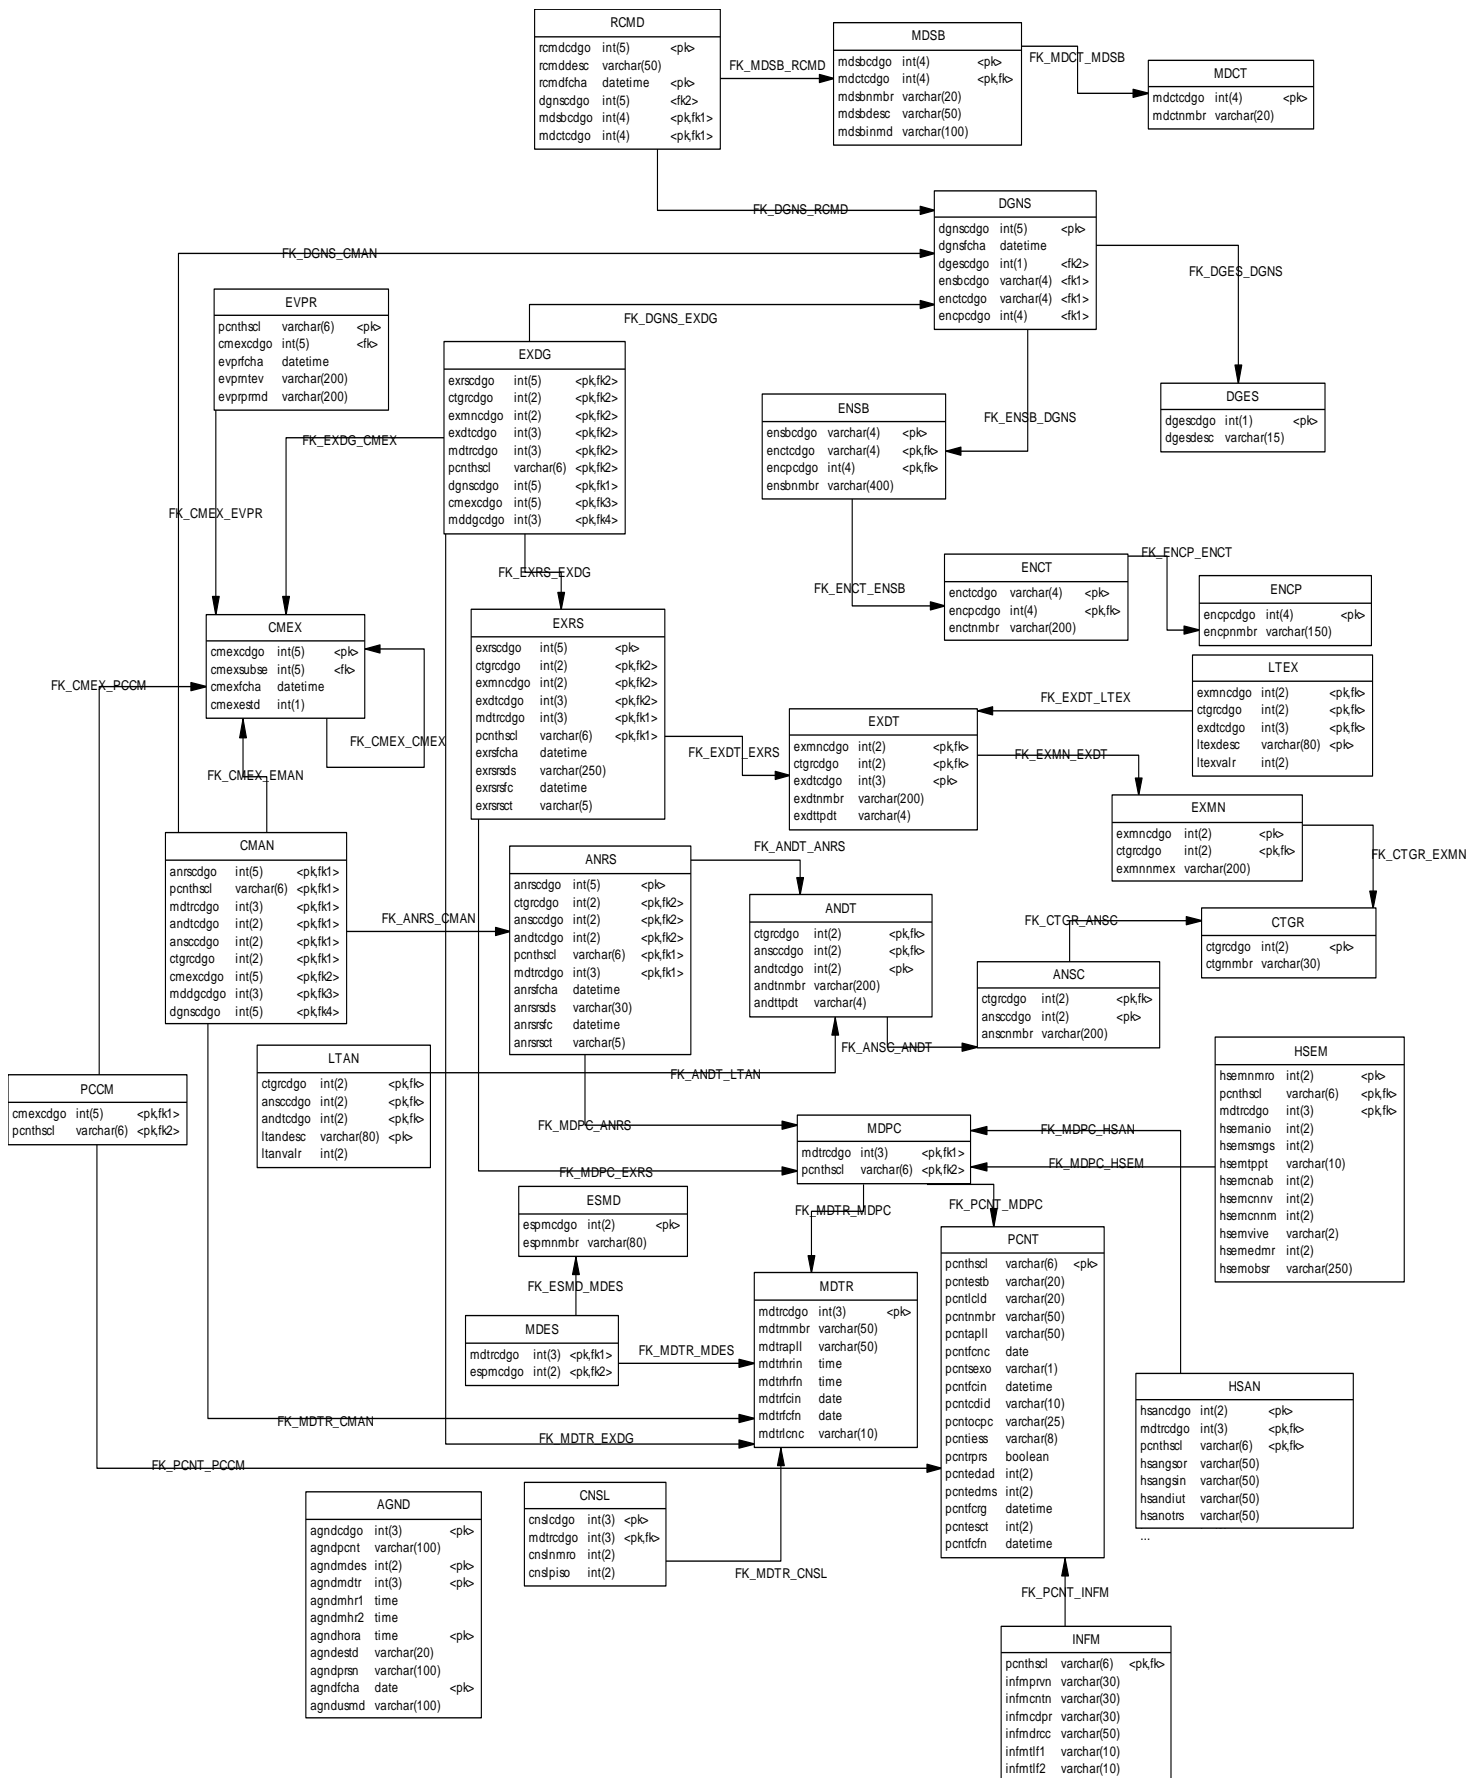 RCMD
rcmdcdgo int(5) <pk>
rcmddesc varchar(50)
rcmdfcha datetime <pk>
dgnscdgo int(5) <fk2>
mdsbcdgo int(4) <pk,fk1>
mdctcdgo int(4) <pk,fk1>
FK_MDSB_RCMD
MDSB
mdsbcdgo int(4) <pk>
mdctcdgo int(4) <pk,fk>
mdsbnmbr varchar(20)
mdsbdesc varchar(50)
mdsbinmd varchar(100)
FK_MDCT_MDSB
MDCT
mdctcdgo int(4) <pk>
mdctnmbr varchar(20)
FK_DGNS_RCMD
DGNS
dgnscdgo int(5) <pk>
dgnsfcha datetime
dgescdgo int(1) <fk2>
ensbcdgo varchar(4) <fk1>
enctcdgo varchar(4) <fk1>
encpcdgo int(4) <fk1>
FK_DGNS_CMAN
FK_DGES_DGNS
EVPR
pcnthscl varchar(6) <pk>
cmexcdgo int(5) <fk>
evprfcha datetime
evprntev varchar(200)
evprprmd varchar(200)
FK_DGNS_EXDG
EXDG
exrscdgo int(5) <pk,fk2>
ctgrcdgo int(2) <pk,fk2>
exmncdgo int(2) <pk,fk2>
exdtcdgo int(3) <pk,fk2>
mdtrcdgo int(3) <pk,fk2>
pcnthscl varchar(6) <pk,fk2>
dgnscdgo int(5) <pk,fk1>
cmexcdgo int(5) <pk,fk3>
mddgcdgo int(3) <pk,fk4>
DGES
dgescdgo int(1) <pk>
dgesdesc varchar(15)
ENSB
ensbcdgo varchar(4) <pk>
enctcdgo varchar(4) <pk,fk>
encpcdgo int(4) <pk,fk>
ensbnmbr varchar(400)
FK_ENSB_DGNS
FK_EXDG_CMEX
FK_CMEX_EVPR
FK_EXRS_EXDG
FK_ENCT_ENSB
ENCT
enctcdgo varchar(4) <pk>
encpcdgo int(4) <pk,fk>
enctnmbr varchar(200)
FK_ENCP_ENCT
ENCP
encpcdgo int(4) <pk>
encpnmbr varchar(150)
CMEX
cmexcdgo int(5) <pk>
cmexsubse int(5) <fk>
cmexfcha datetime
cmexestd int(1)
FK_CMEX_PCCM
FK_CMEX_CMEX
FK_CMEX_EMAN
EXRS
exrscdgo int(5) <pk>
ctgrcdgo int(2) <pk,fk2>
exmncdgo int(2) <pk,fk2>
exdtcdgo int(3) <pk,fk2>
mdtrcdgo int(3) <pk,fk1>
pcnthscl varchar(6) <pk,fk1>
exrsfcha datetime
exrsrsds varchar(250)
exrsrsfc datetime
exrsrsct varchar(5)
FK_EXDT_EXRS
LTEX
exmncdgo int(2) <pk,fk>
ctgrcdgo int(2) <pk,fk>
exdtcdgo int(3) <pk,fk>
ltexdesc varchar(80) <pk>
ltexvalr int(2)
FK_EXDT_LTEX
EXDT
exmncdgo int(2) <pk,fk>
ctgrcdgo int(2) <pk,fk>
exdtcdgo int(3) <pk>
exdtnmbr varchar(200)
exdttpdt varchar(4)
FK_EXMN_EXDT
EXMN
exmncdgo int(2) <pk>
ctgrcdgo int(2) <pk,fk>
exmnnmex varchar(200)
FK_CTGR_EXMN
CMAN
anrscdgo int(5) <pk,fk1>
pcnthscl varchar(6) <pk,fk1>
mdtrcdgo int(3) <pk,fk1>
andtcdgo int(2) <pk,fk1>
ansccdgo int(2) <pk,fk1>
ctgrcdgo int(2) <pk,fk1>
cmexcdgo int(5) <pk,fk2>
mddgcdgo int(3) <pk,fk3>
dgnscdgo int(5) <pk,fk4>
FK_ANRS_CMAN
ANRS
anrscdgo int(5) <pk>
ctgrcdgo int(2) <pk,fk2>
ansccdgo int(2) <pk,fk2>
andtcdgo int(2) <pk,fk2>
pcnthscl varchar(6) <pk,fk1>
mdtrcdgo int(3) <pk,fk1>
anrsfcha datetime
anrsrsds varchar(30)
anrsrsfc datetime
anrsrsct varchar(5)
FK_ANDT_ANRS
ANDT
ctgrcdgo int(2) <pk,fk>
ansccdgo int(2) <pk,fk>
andtcdgo int(2) <pk>
andtnmbr varchar(200)
andttpdt varchar(4)
FK_CTGR_ANSC
CTGR
ctgrcdgo int(2) <pk>
ctgrnmbr varchar(30)
ANSC
ctgrcdgo int(2) <pk,fk>
ansccdgo int(2) <pk>
anscnmbr varchar(200)
FK_ANSC_ANDT
LTAN
ctgrcdgo int(2) <pk,fk>
ansccdgo int(2) <pk,fk>
andtcdgo int(2) <pk,fk>
ltandesc varchar(80) <pk>
ltanvalr int(2)
FK_ANDT_LTAN
PCCM
cmexcdgo int(5) <pk,fk1>
pcnthscl varchar(6) <pk,fk2>
HSEM
hsemnmro int(2) <pk>
pcnthscl varchar(6) <pk,fk>
mdtrcdgo int(3) <pk,fk>
hsemanio int(2)
hsemsmgs int(2)
hsemtppt varchar(10)
hsemcnab int(2)
hsemcnnv int(2)
hsemcnnm int(2)
hsemvive varchar(2)
hsemedmr int(2)
hsemobsr varchar(250)
FK_MDPC_ANRS
MDPC
mdtrcdgo int(3) <pk,fk1>
pcnthscl varchar(6) <pk,fk2>
FK_MDPC_HSAN
FK_MDPC_HSEM
FK_MDPC_EXRS
ESMD
espmcdgo int(2) <pk>
espmnmbr varchar(80)
FK_MDTR_MDPC
FK_PCNT_MDPC
FK_ESMD_MDES
PCNT
pcnthscl varchar(6) <pk>
pcntestb varchar(20)
pcntlcld varchar(20)
pcntnmbr varchar(50)
pcntapll varchar(50)
pcntfcnc date
pcntsexo varchar(1)
pcntfcin datetime
pcntcdid varchar(10)
pcntocpc varchar(25)
pcntiess varchar(8)
pcntrprs boolean
pcntedad int(2)
pcntedms int(2)
pcntfcrg datetime
pcntesct int(2)
pcntfcfn datetime
MDTR
mdtrcdgo int(3) <pk>
mdtrnmbr varchar(50)
mdtrapll varchar(50)
mdtrhrin time
mdtrhrfn time
mdtrfcin date
mdtrfcfn date
mdtrlcnc varchar(10)
MDES
mdtrcdgo int(3) <pk,fk1>
espmcdgo int(2) <pk,fk2>
FK_MDTR_MDES
HSAN
hsancdgo int(2) <pk>
mdtrcdgo int(3) <pk,fk>
pcnthscl varchar(6) <pk,fk>
hsangsor varchar(50)
hsangsin varchar(50)
hsandiut varchar(50)
hsanotrs varchar(50)
...
FK_MDTR_CMAN
FK_MDTR_EXDG
FK_PCNT_PCCM
AGND
agndcdgo int(3) <pk>
agndpcnt varchar(100)
agndmdes int(2) <pk>
agndmdtr int(3) <pk>
agndmhr1 time
agndmhr2 time
agndhora time <pk>
agndestd varchar(20)
agndprsn varchar(100)
agndfcha date <pk>
agndusmd varchar(100)
CNSL
cnslcdgo int(3) <pk>
mdtrcdgo int(3) <pk,fk>
cnslnmro int(2)
cnslpiso int(2)
FK_MDTR_CNSL
FK_PCNT_INFM
INFM
pcnthscl varchar(6) <pk,fk>
infmprvn varchar(30)
infmcntn varchar(30)
infmcdpr varchar(30)
infmdrcc varchar(50)
infmtlf1 varchar(10)
infmtlf2 varchar(10)